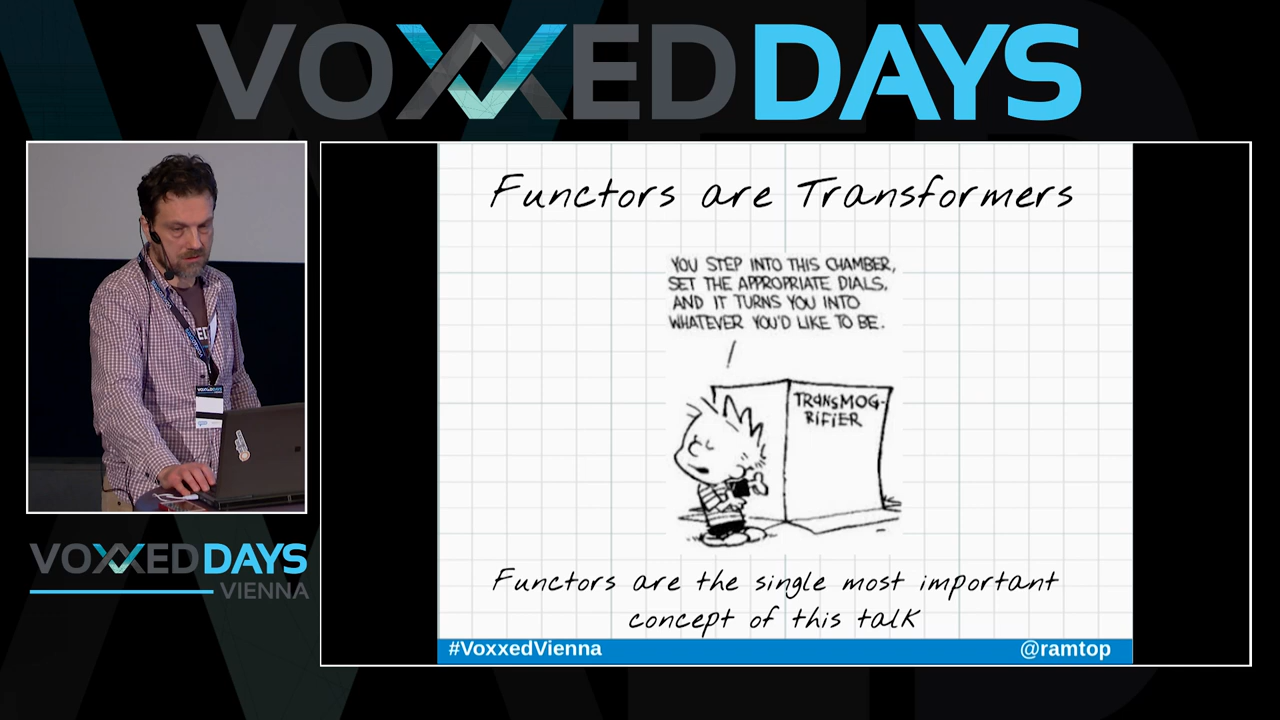 VOXXED DAYS
Functors are Transformers
YOU STEP INTO THIS CHAMBER,
SET THE APPROPRIATE DIALS,
AND IT TURNS YOU INTO
WHATEVER YOU'D LIKE TO BE.
TRANSMOG-
RIFIER
Functors are the single most important
concept of this talk
#VoxxedVienna
@ramtop
VOXXED DAYS
VIENNA